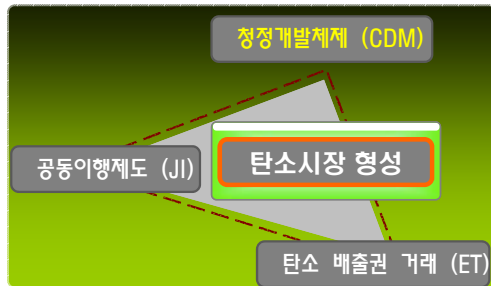 청정개발체제 (CDM)
탄소시장 형성
공동이행제도 (JI)
탄소 배출권 거래 (ET)